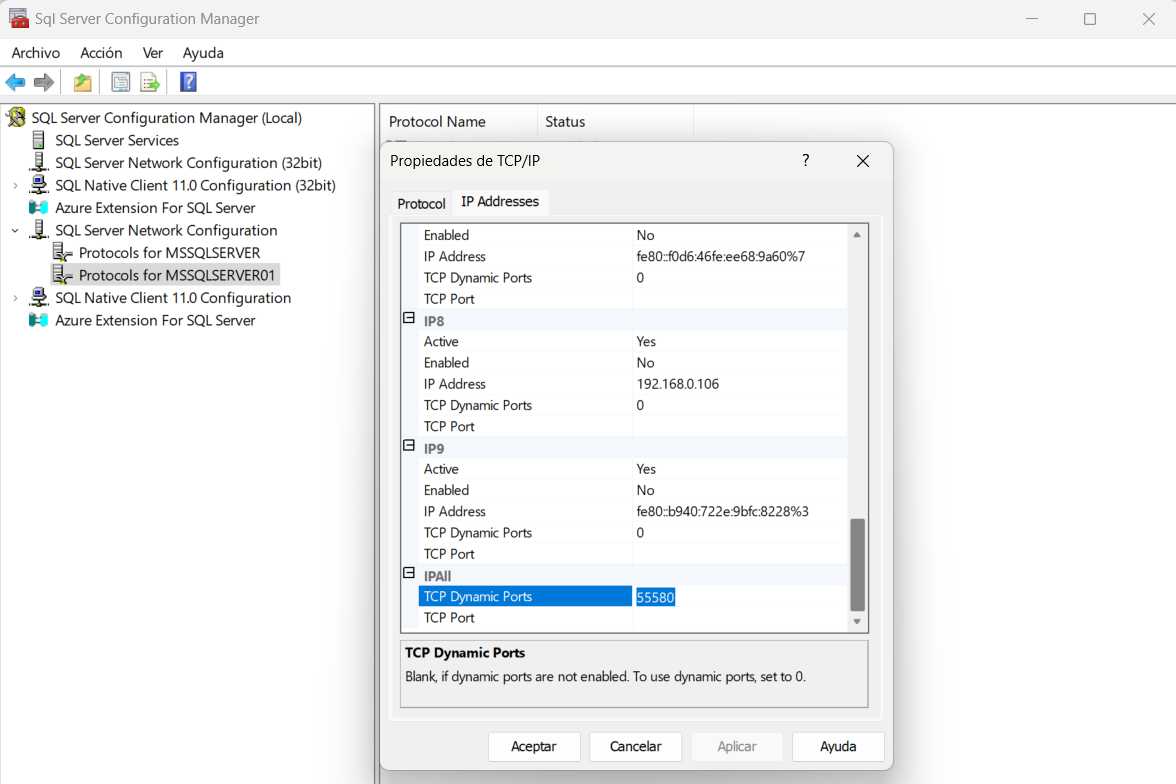 Sql Server Configuration Manager
Archivo Acción Ver Ayuda
SQL Server Configuration Manager (Local)
SQL Server Services
SQL Server Network Configuration (32bit)
SQL Native Client 11.0 Configuration (32bit)
Azure Extension For SQL Server
SQL Server Network Configuration
Protocols for MSSQLSERVER
Protocols for MSSQLSERVER01
SQL Native Client 11.0 Configuration
Azure Extension For SQL Server
Protocol Name Status
Propiedades de TCP/IP ?
Protocol IP Addresses
Enabled No
IP Address fe80::f0d6:46fe:ee68:9a60%7
TCP Dynamic Ports 0
TCP Port
IP8
Active Yes
Enabled No
IP Address 192.168.0.106
TCP Dynamic Ports 0
TCP Port
IP9
Active Yes
Enabled No
IP Address fe80::b940:722e:9bfc:8228%3
TCP Dynamic Ports 0
TCP Port
IPAll
TCP Dynamic Ports 55580
TCP Port
TCP Dynamic Ports
Blank, if dynamic ports are not enabled. To use dynamic ports, set to 0.
Aceptar Cancelar Aplicar Ayuda